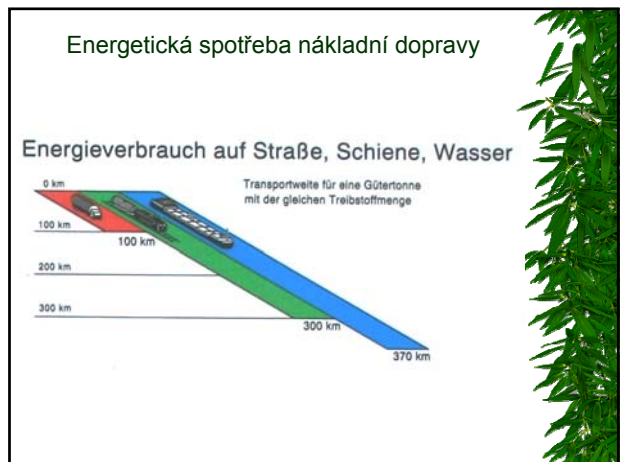 Energetická spotřeba nákladní dopravy
Energieverbrauch auf Straße, Schiene, Wasser
0 km
Transportweite für eine Gütertonne
mit der gleichen Treibstoffmenge
100 km
100 km
200 km
300 km
300 km
370 km